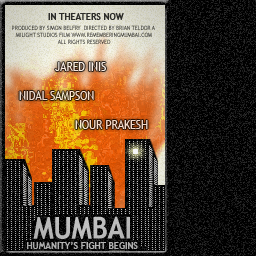 IN THEATERS NOW
PRODUCED BY SIMON BELFRY DIRECTED BY BRIAN TELDOR A
MILIGHT STUDIOS FILM WWW.REMEMBERINGMUMBAI.COM
ALL RIGHTS RESERVED
JARED INIS
NIDAL SAMPSON
NOUR PRAKESH
MUMBAI
HUMANITY'S FIGHT BEGINS